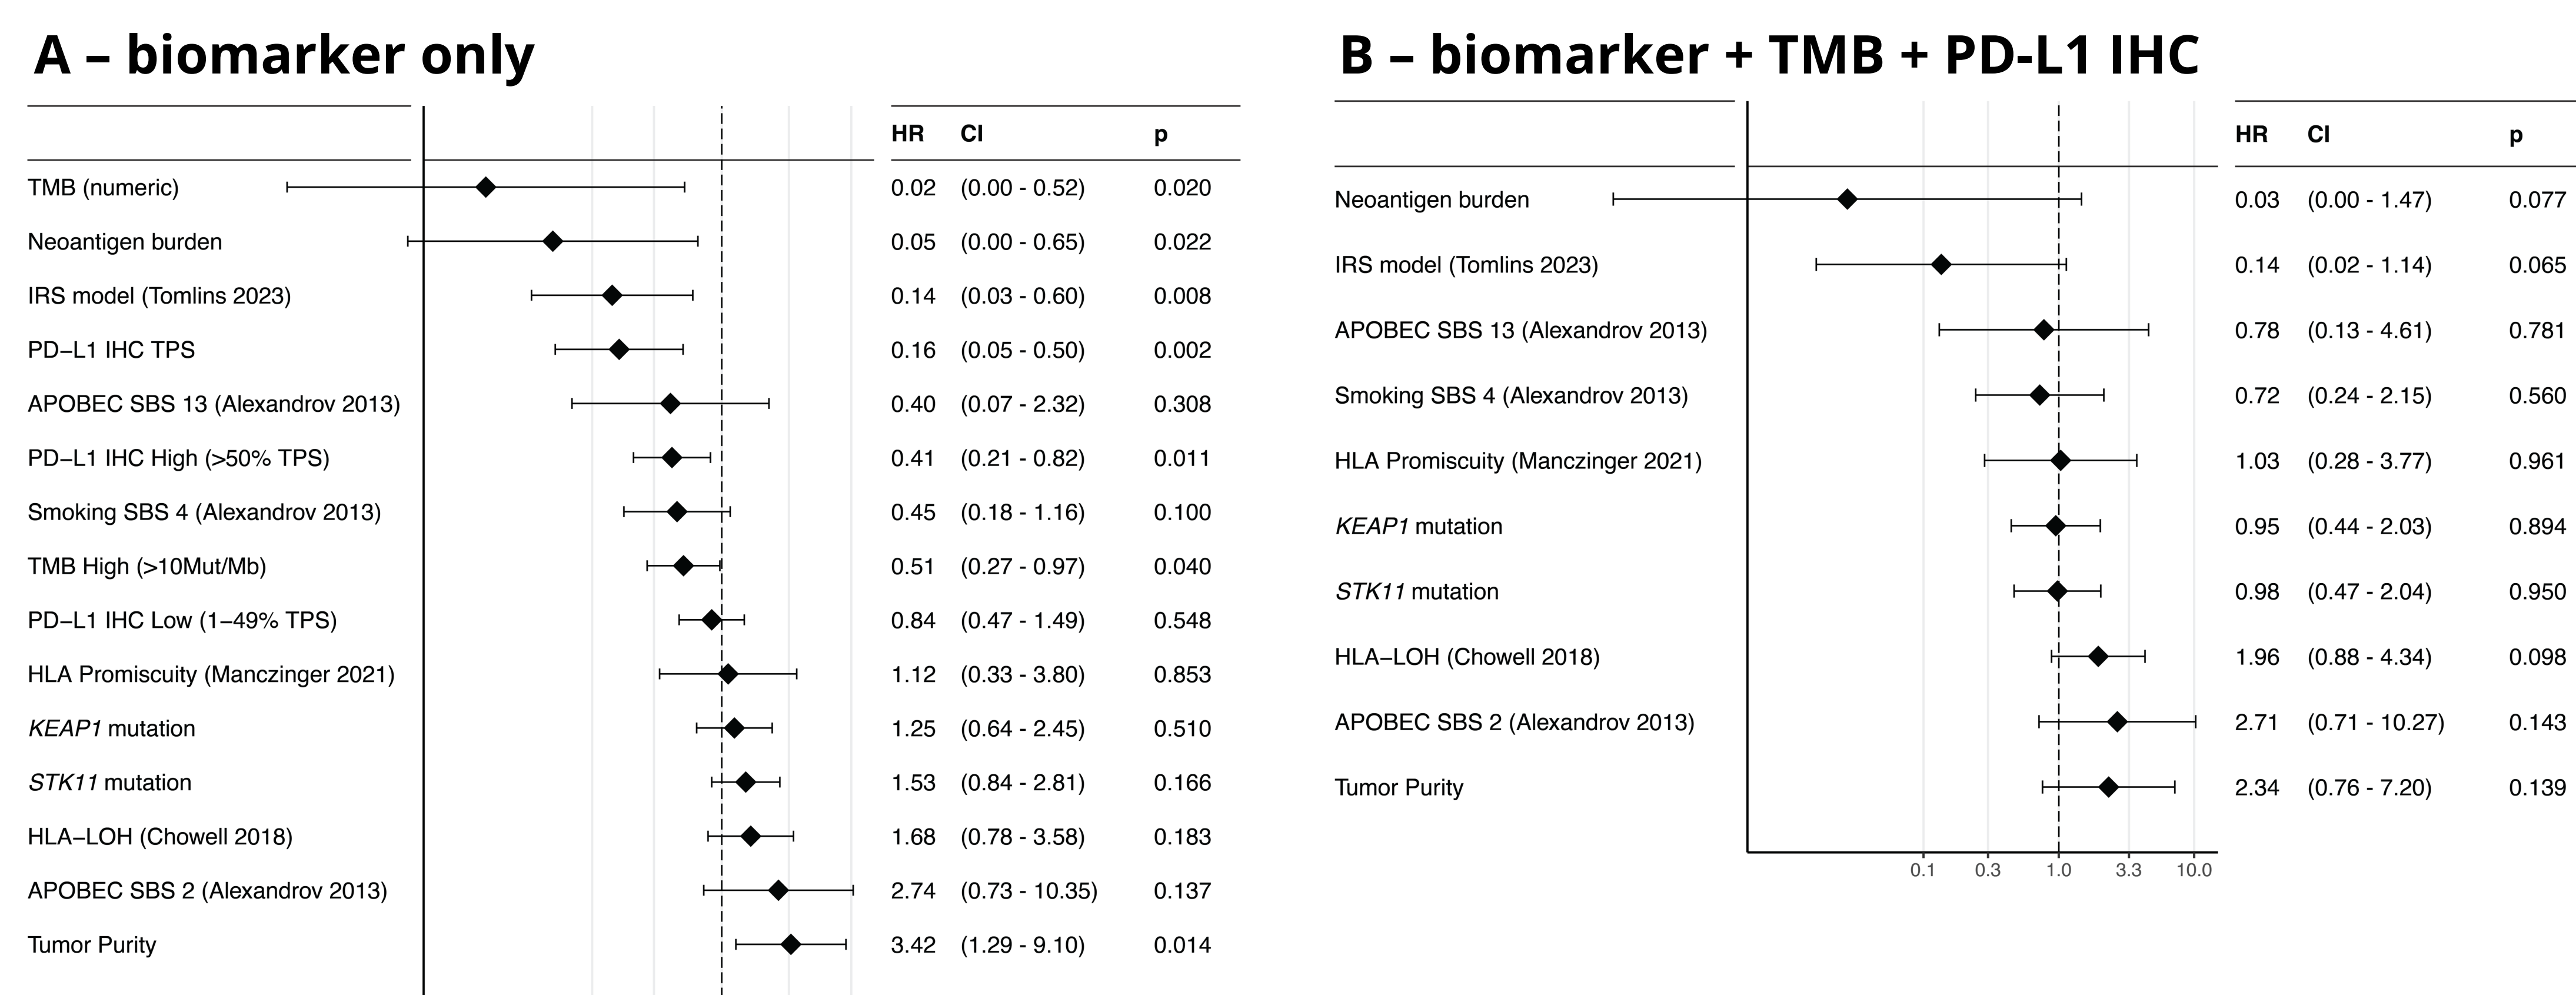 A – biomarker only
HR CI p
TMB (numeric) 0.02 (0.00 - 0.52) 0.020
Neoantigen burden 0.05 (0.00 - 0.65) 0.022
IRS model (Tomlins 2023) 0.14 (0.03 - 0.60) 0.008
PD–L1 IHC TPS 0.16 (0.05 - 0.50) 0.002
APOBEC SBS 13 (Alexandrov 2013) 0.40 (0.07 - 2.32) 0.308
PD–L1 IHC High (>50% TPS) 0.41 (0.21 - 0.82) 0.011
Smoking SBS 4 (Alexandrov 2013) 0.45 (0.18 - 1.16) 0.100
TMB High (>10Mut/Mb) 0.51 (0.27 - 0.97) 0.040
PD–L1 IHC Low (1–49% TPS) 0.84 (0.47 - 1.49) 0.548
HLA Promiscuity (Manczinger 2021) 1.12 (0.33 - 3.80) 0.853
KEAP1 mutation 1.25 (0.64 - 2.45) 0.510
STK11 mutation 1.53 (0.84 - 2.81) 0.166
HLA–LOH (Chowell 2018) 1.68 (0.78 - 3.58) 0.183
APOBEC SBS 2 (Alexandrov 2013) 2.74 (0.73 - 10.35) 0.137
Tumor Purity 3.42 (1.29 - 9.10) 0.014
B – biomarker + TMB + PD-L1 IHC
HR CI p
Neoantigen burden 0.03 (0.00 - 1.47) 0.077
IRS model (Tomlins 2023) 0.14 (0.02 - 1.14) 0.065
APOBEC SBS 13 (Alexandrov 2013) 0.78 (0.13 - 4.61) 0.781
Smoking SBS 4 (Alexandrov 2013) 0.72 (0.24 - 2.15) 0.560
HLA Promiscuity (Manczinger 2021) 1.03 (0.28 - 3.77) 0.961
KEAP1 mutation 0.95 (0.44 - 2.03) 0.894
STK11 mutation 0.98 (0.47 - 2.04) 0.950
HLA–LOH (Chowell 2018) 1.96 (0.88 - 4.34) 0.098
APOBEC SBS 2 (Alexandrov 2013) 2.71 (0.71 - 10.27) 0.143
Tumor Purity 2.34 (0.76 - 7.20) 0.139
0.1 0.3 1.0 3.3 10.0